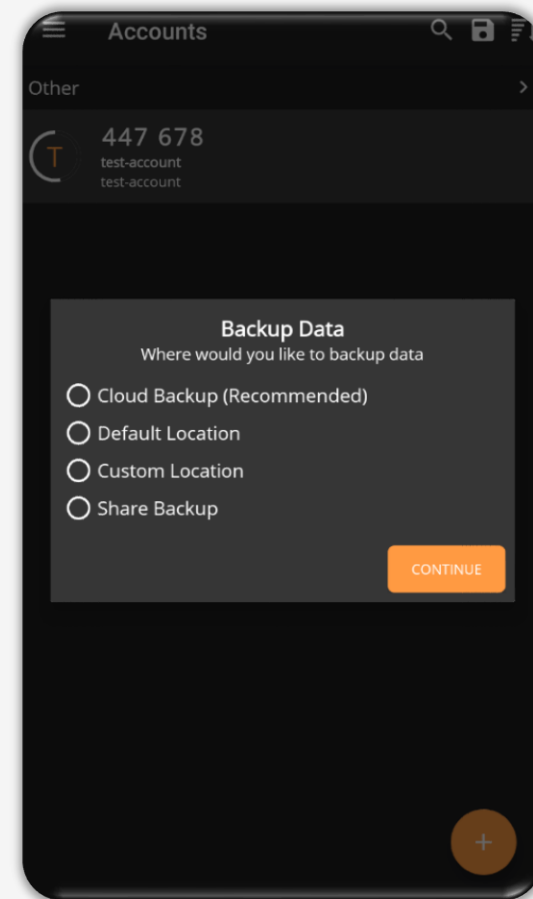 Accounts
Other
T
447 678
test-account
test-account
Backup Data
Where would you like to backup data
Cloud Backup (Recommended)
Default Location
Custom Location
Share Backup
CONTINUE
+